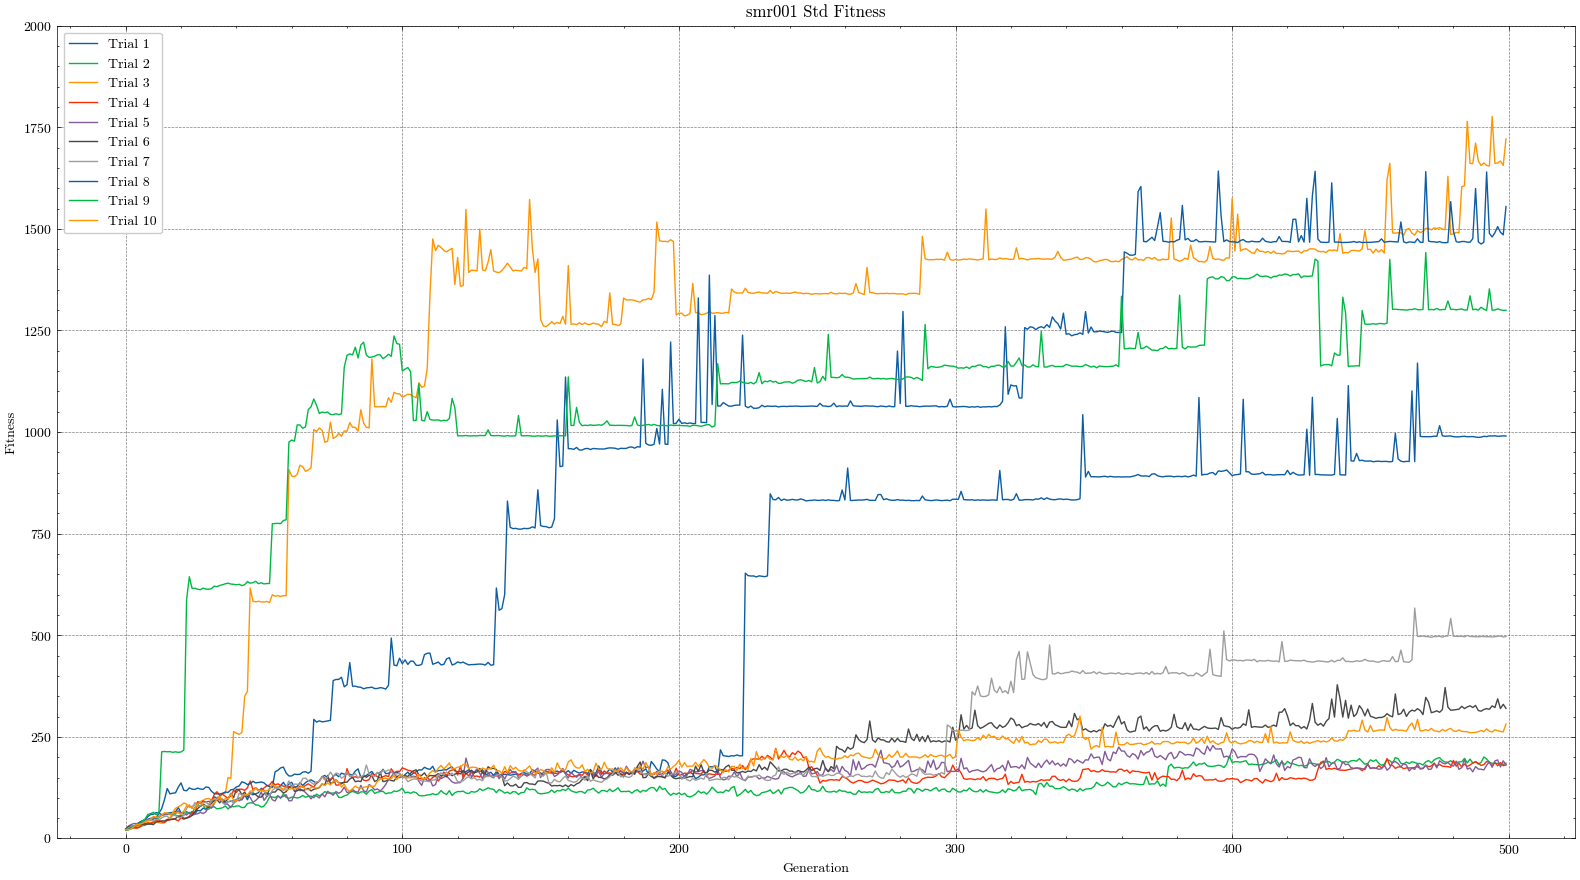 smr001 Std Fitness
2000
1750
1500
1250
1000
750
500
250
0
Fitness
Trial 1
Trial 2
Trial 3
Trial 4
Trial 5
Trial 6
Trial 7
Trial 8
Trial 9
Trial 10
0 100 200 300 400 500
Generation